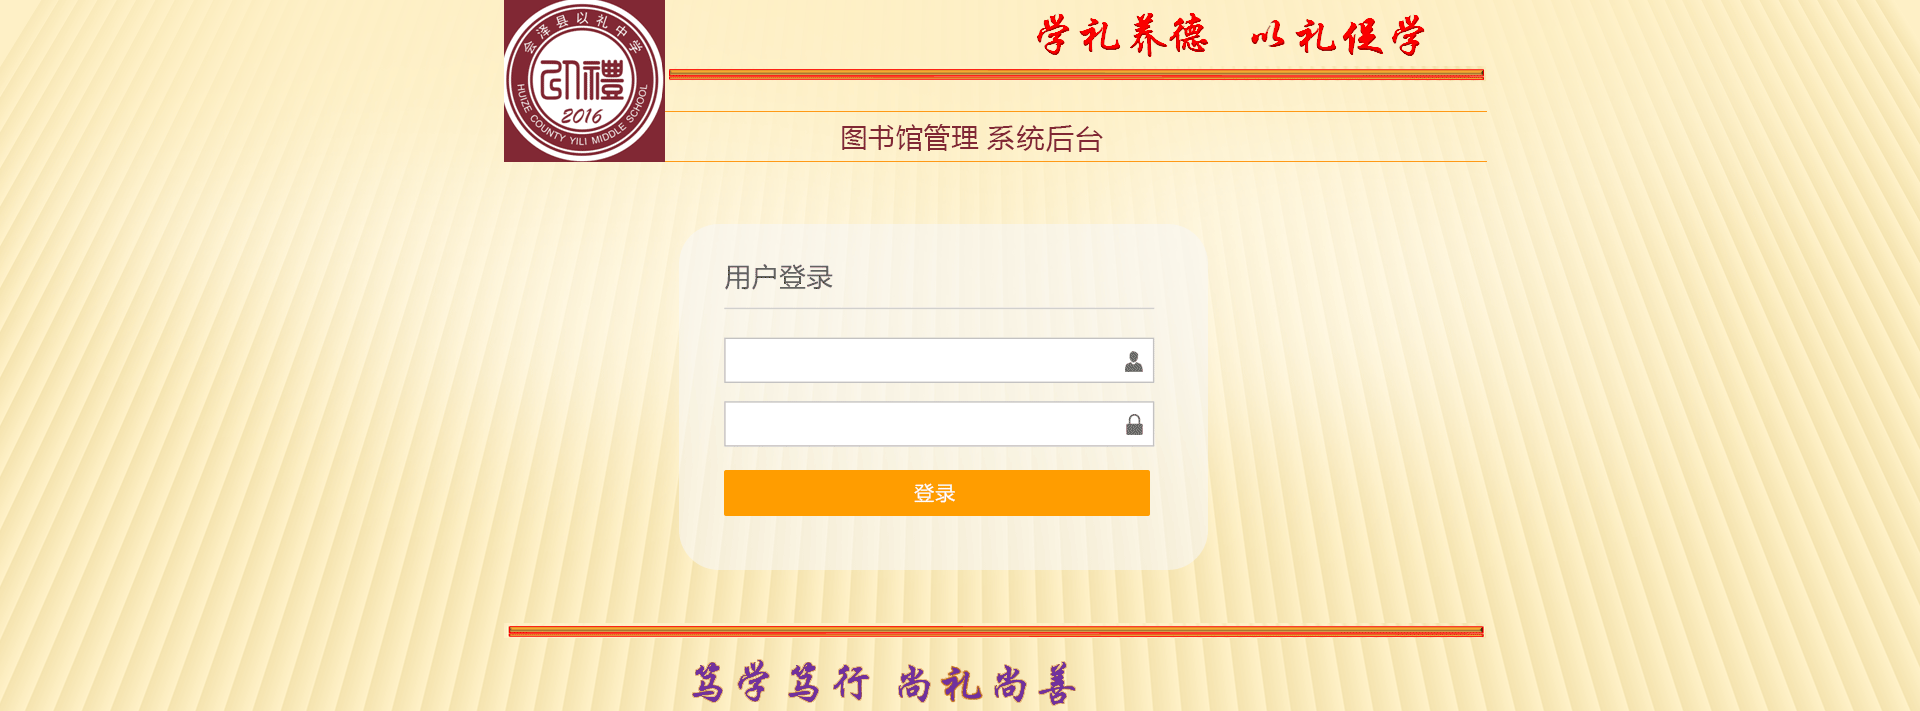 会泽县以礼中学
以禮
2016
HUIZE COUNTY YILI MIDDLE SCHOOL
学礼养德 以礼促学
图书馆管理 系统后台
用户登录
登录
笃学笃行 尚礼尚善